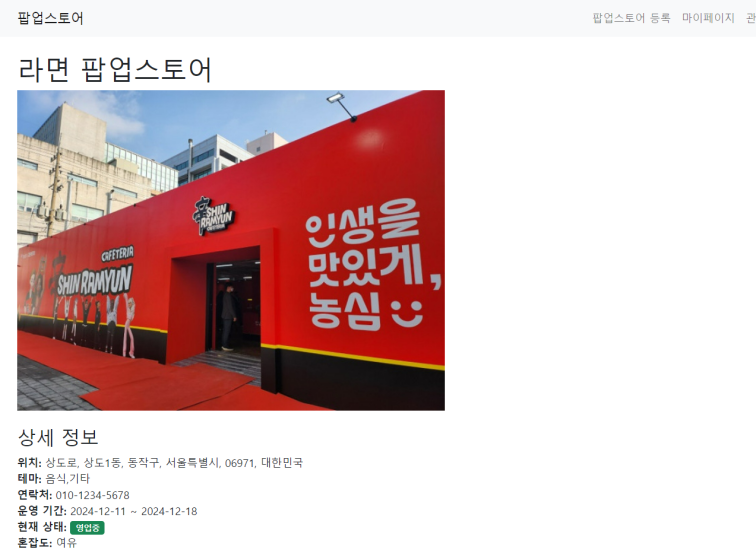 팝업스토어
팝업스토어 등록 마이페이지 관
라면 팝업스토어
SHIN
RAMYUN
CAFETERIA
SHIN RAMYUN
인생을
맛있게,
농심
상세 정보
위치: 상도로, 상도1동, 동작구, 서울특별시, 06971, 대한민국
테마: 음식,기타
연락처: 010-1234-5678
운영 기간: 2024-12-11 ~ 2024-12-18
현재 상태: 영업중
혼잡도: 여유